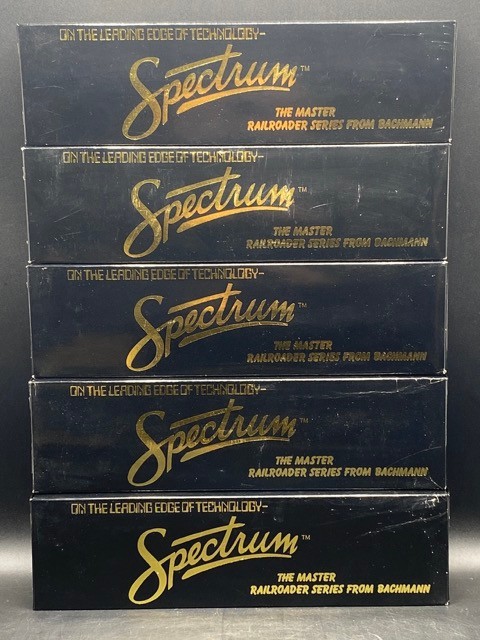 ON THE LEADING EDGE OF TECHNOLOGY-
Spectrum™
THE MASTER
RAILROADER SERIES FROM BACHMANN
ON THE LEADING EDGE OF TECHNOLOGY-
Spectrum™
THE MASTER
RAILROADER SERIES FROM BACHMANN
ON THE LEADING EDGE OF TECHNOLOGY-
Spectrum™
THE MASTER
RAILROADER SERIES FROM BACHMANN
ON THE LEADING EDGE OF TECHNOLOGY-
Spectrum™
THE MASTER
RAILROADER SERIES FROM BACHMANN
ON THE LEADING EDGE OF TECHNOLOGY-
Spectrum™
THE MASTER
RAILROADER SERIES FROM BACHMANN